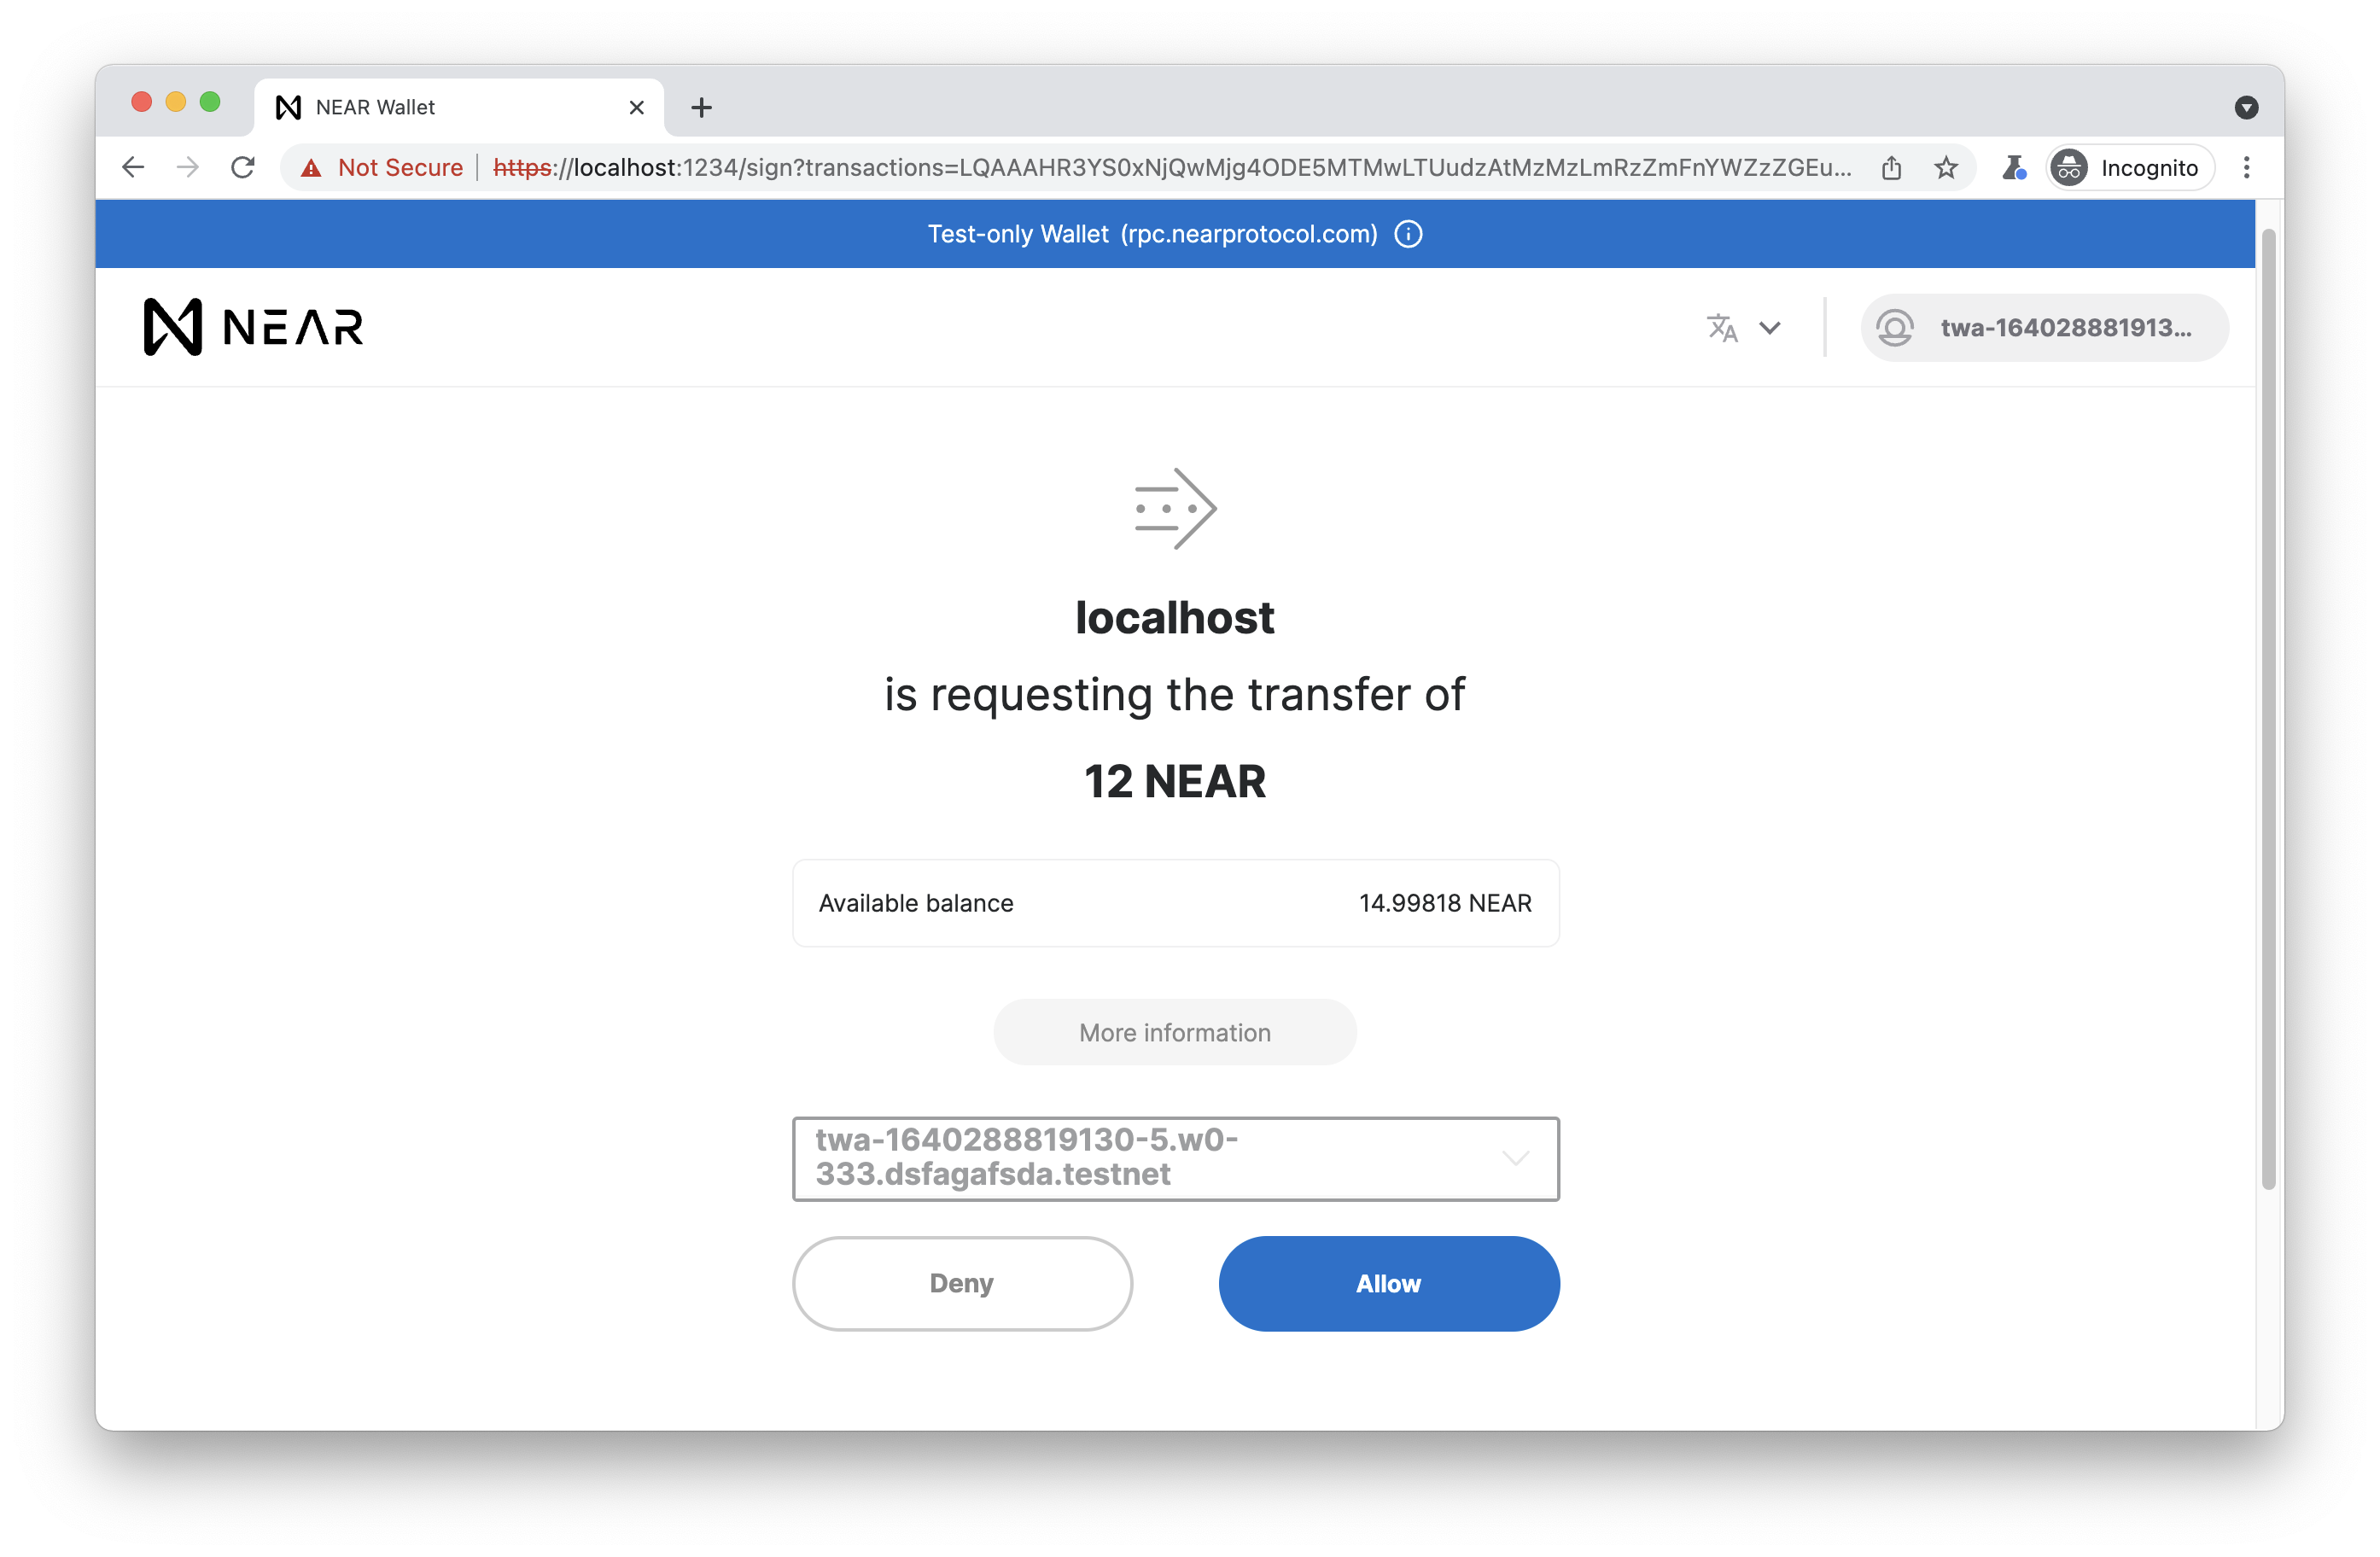 NEAR Wallet
Not Secure https://localhost:1234/sign?transactions=LQAAAHR3YS0xNjQwMjg4ODE5MTMwLTUudzAtMzMzLmRzZmFnYWZzZGEu... Incognito
Test-only Wallet (rpc.nearprotocol.com)
NEAR
twa-164028881913...
localhost
is requesting the transfer of
12 NEAR
Available balance 14.99818 NEAR
More information
twa-1640288819130-5.w0-
333.dsfagafsda.testnet
Deny Allow